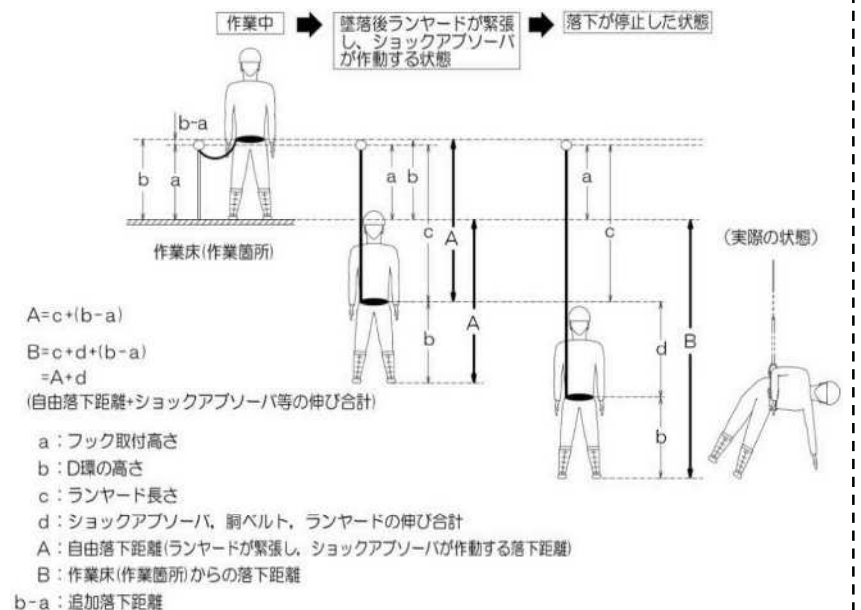 作業中
墜落後ランヤードが緊張
し、ショックアブソーバ
が作動する状態
落下が停止した状態
b-a
b
a
a
b
c
A
A
b
a
c
d
B
b
作業床(作業箇所)
(実際の状態)
A=c+(b-a)
B=c+d+(b-a)
=A+d
(自由落下距離+ショックアブソーバ等の伸び合計)
a：フック取付高さ
b：D環の高さ
c：ランヤード長さ
d：ショックアブソーバ，胴ベルト，ランヤードの伸び合計
A：自由落下距離(ランヤードが緊張し，ショックアブソーバが作動する落下距離)
B：作業床(作業箇所)からの落下距離
b-a：追加落下距離